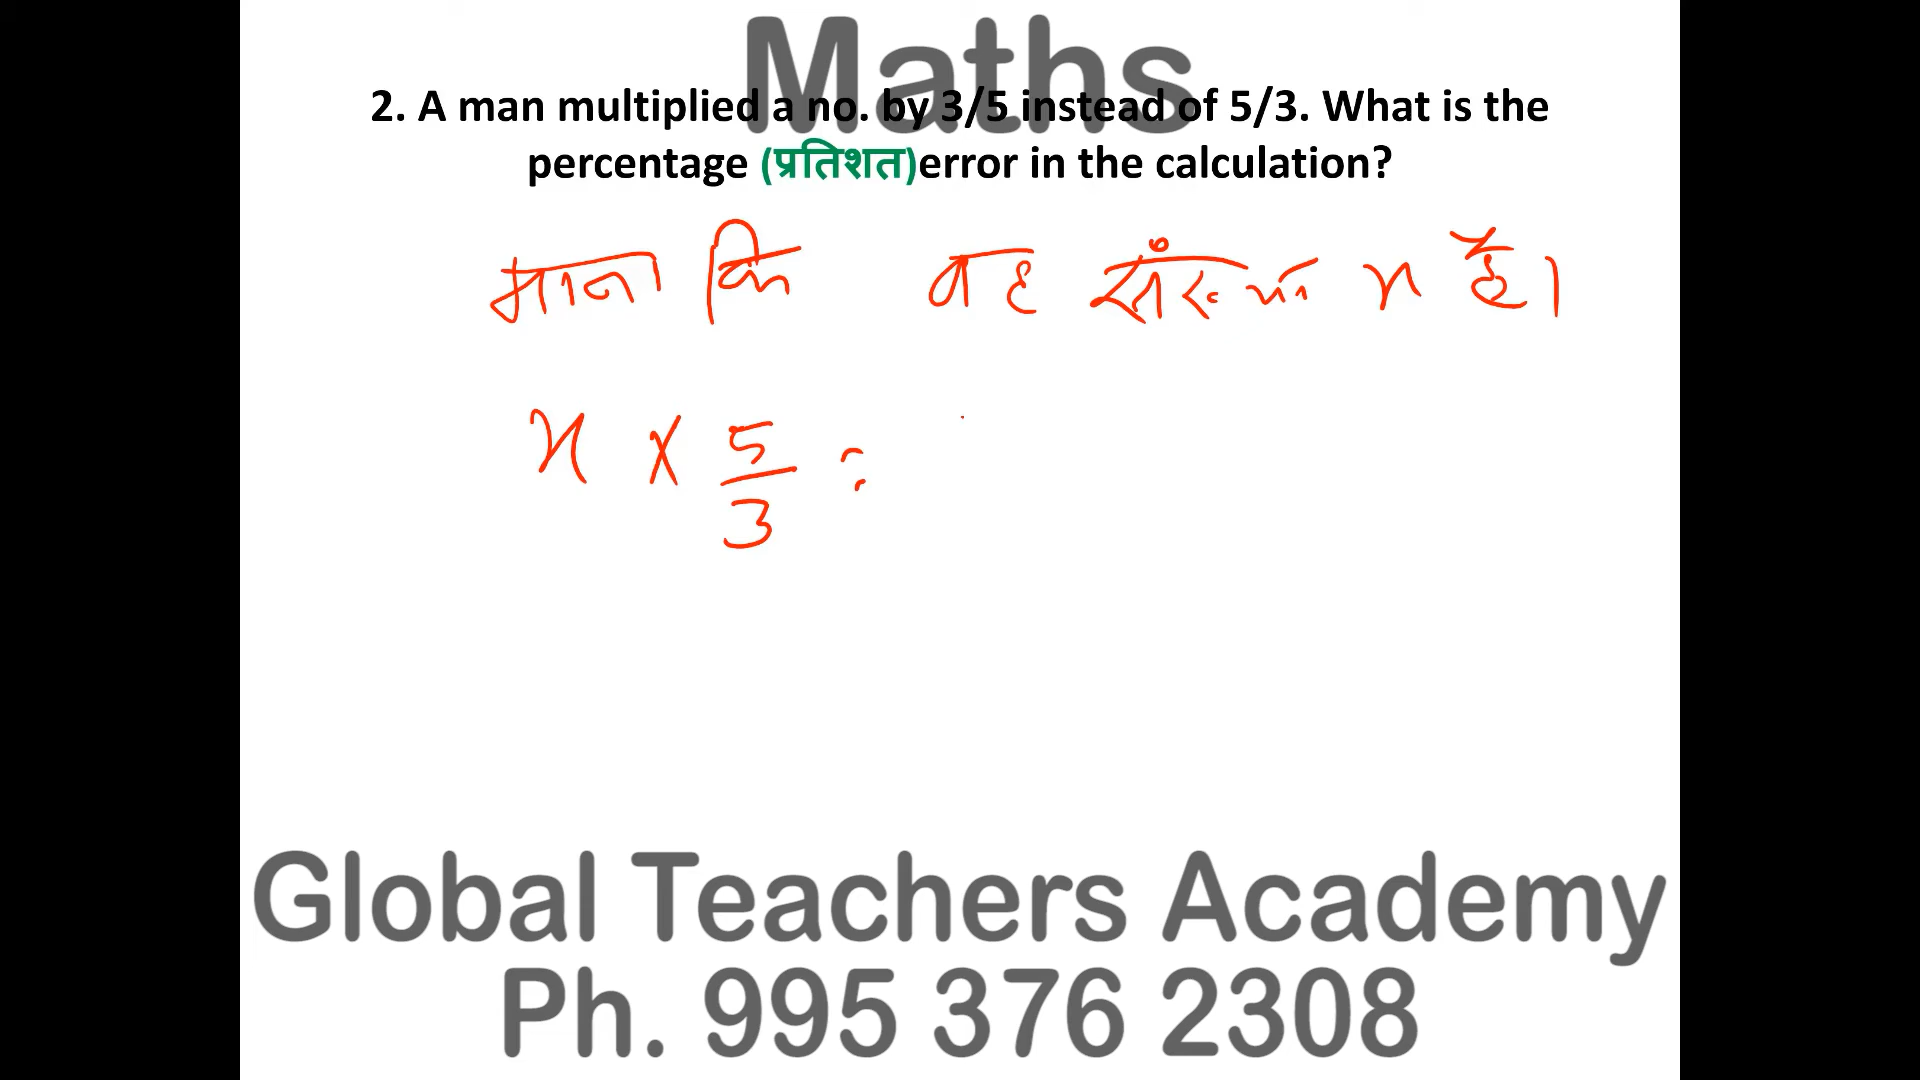 Maths
2. A man multiplied a no. by 3/5 instead of 5/3. What is the
percentage (प्रतिशत)error in the calculation?
माना कि वह संख्या x है।
x × 5/3 =
Global Teachers Academy
Ph. 995 376 2308